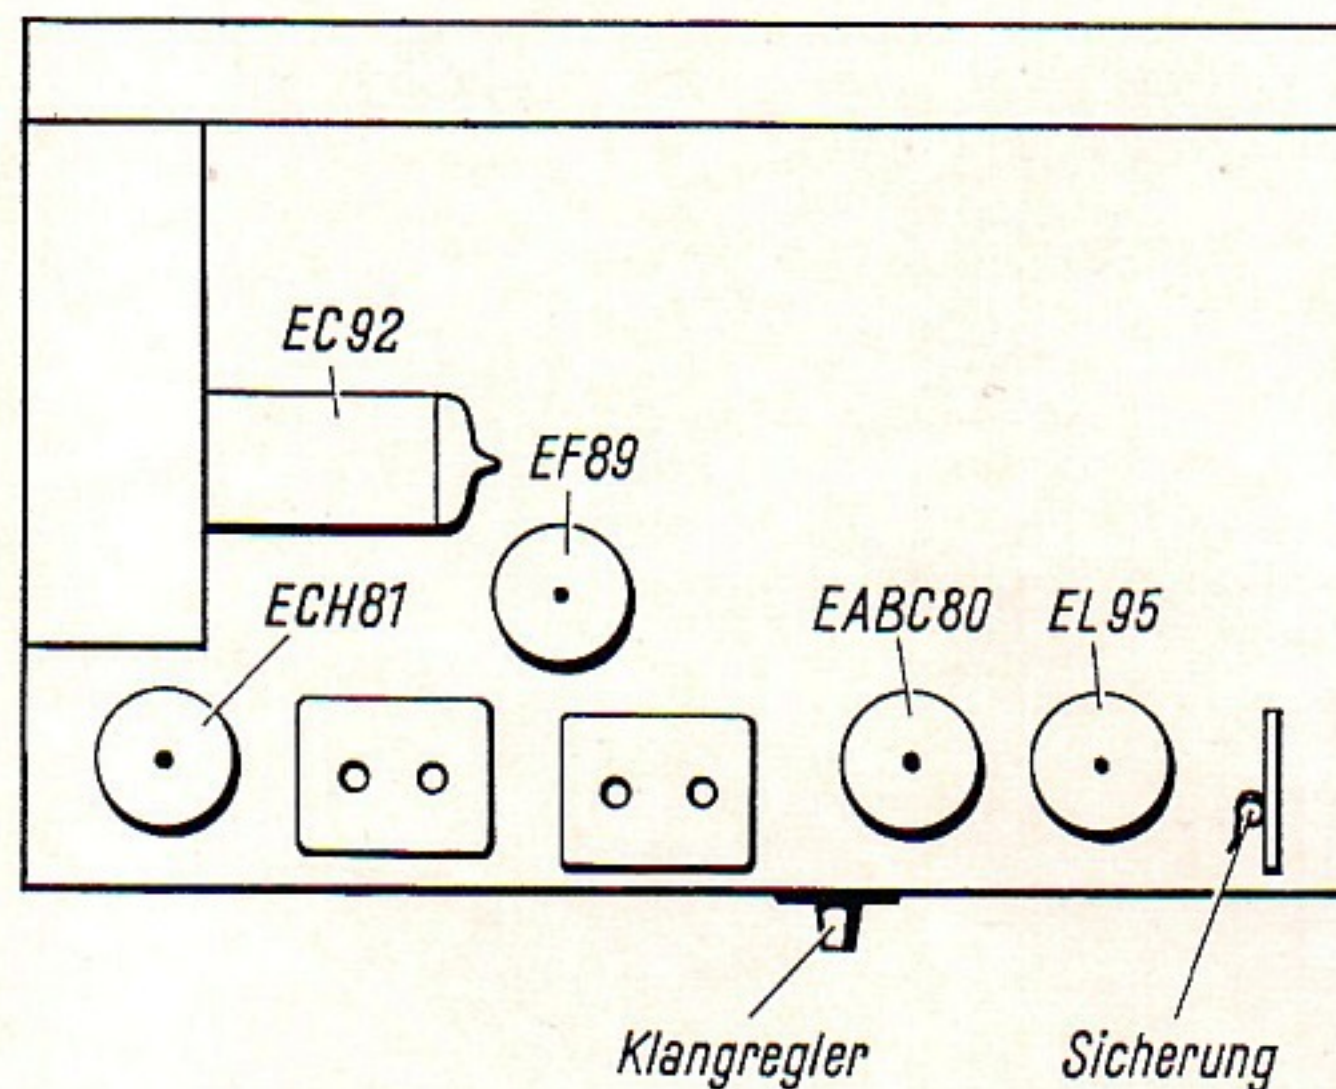 EC92
EF89
ECH81
EABC80
EL95
Klangregler
Sicherung